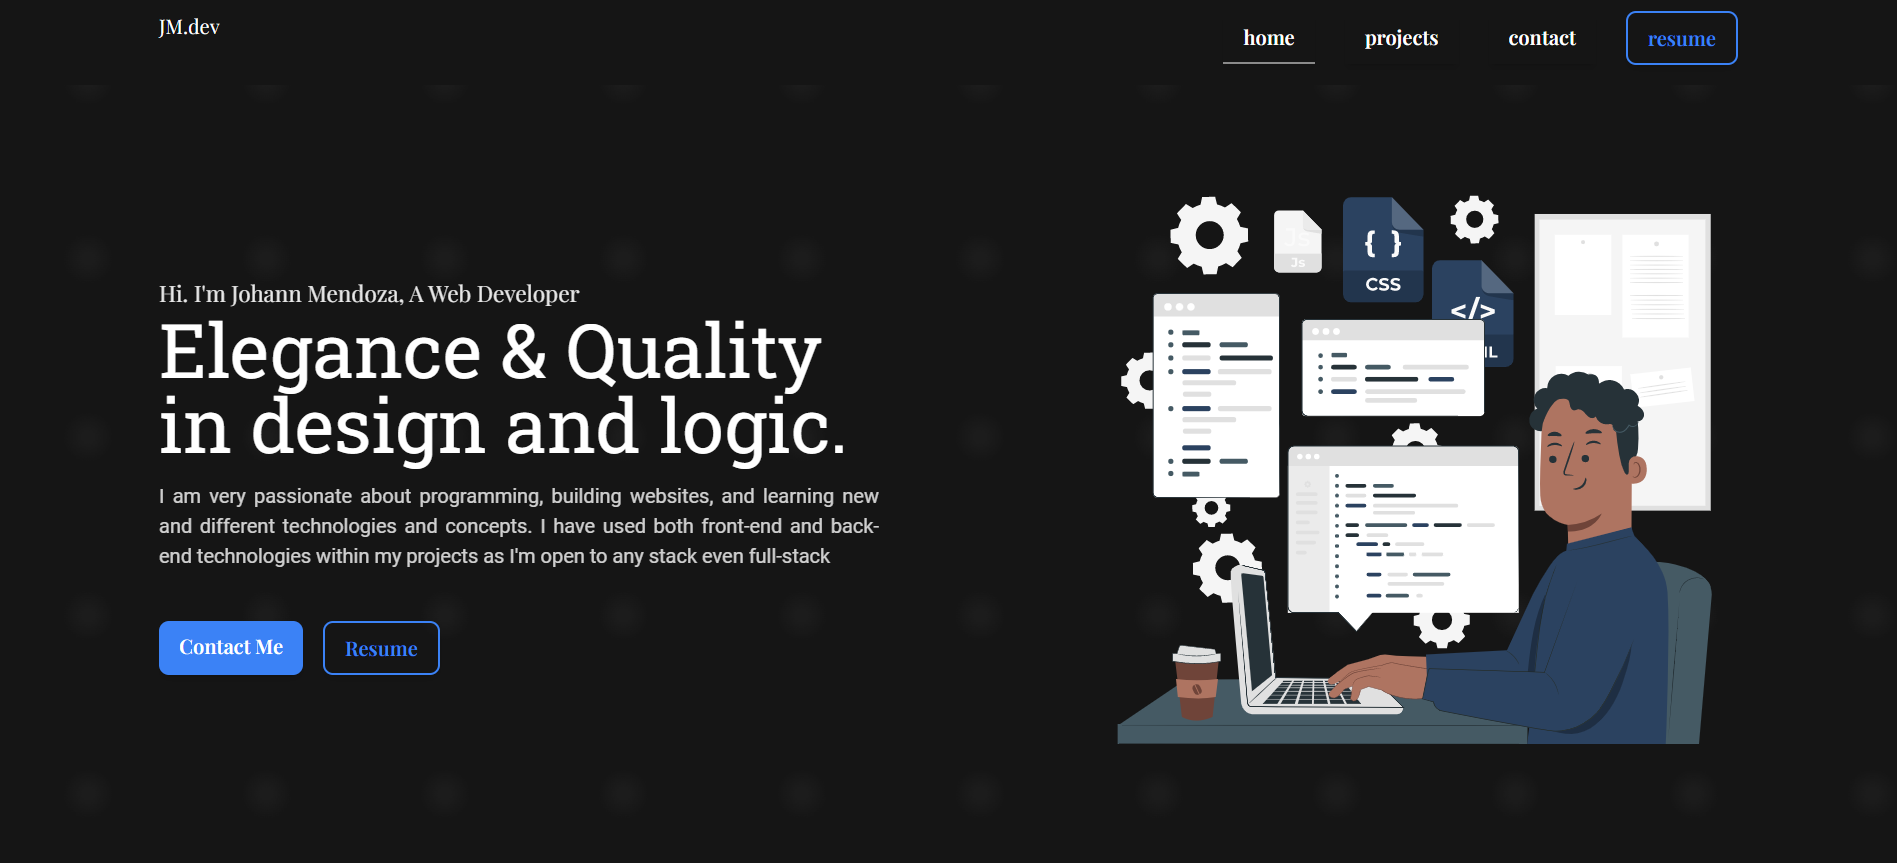 JM.dev
home
projects
contact
resume
Hi. I'm Johann Mendoza, A Web Developer
Elegance & Quality
in design and logic.
I am very passionate about programming, building websites, and learning new
and different technologies and concepts. I have used both front-end and back-
end technologies within my projects as I'm open to any stack even full-stack
Contact Me
Resume
Js
Js
{ }
CSS
</>
IL